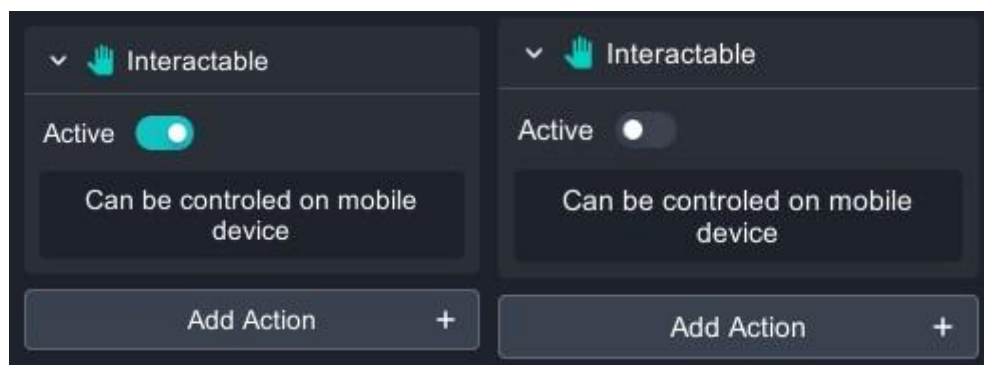 Interactable
Active
Can be controled on mobile
device
Add Action +
Interactable
Active
Can be controled on mobile
device
Add Action +